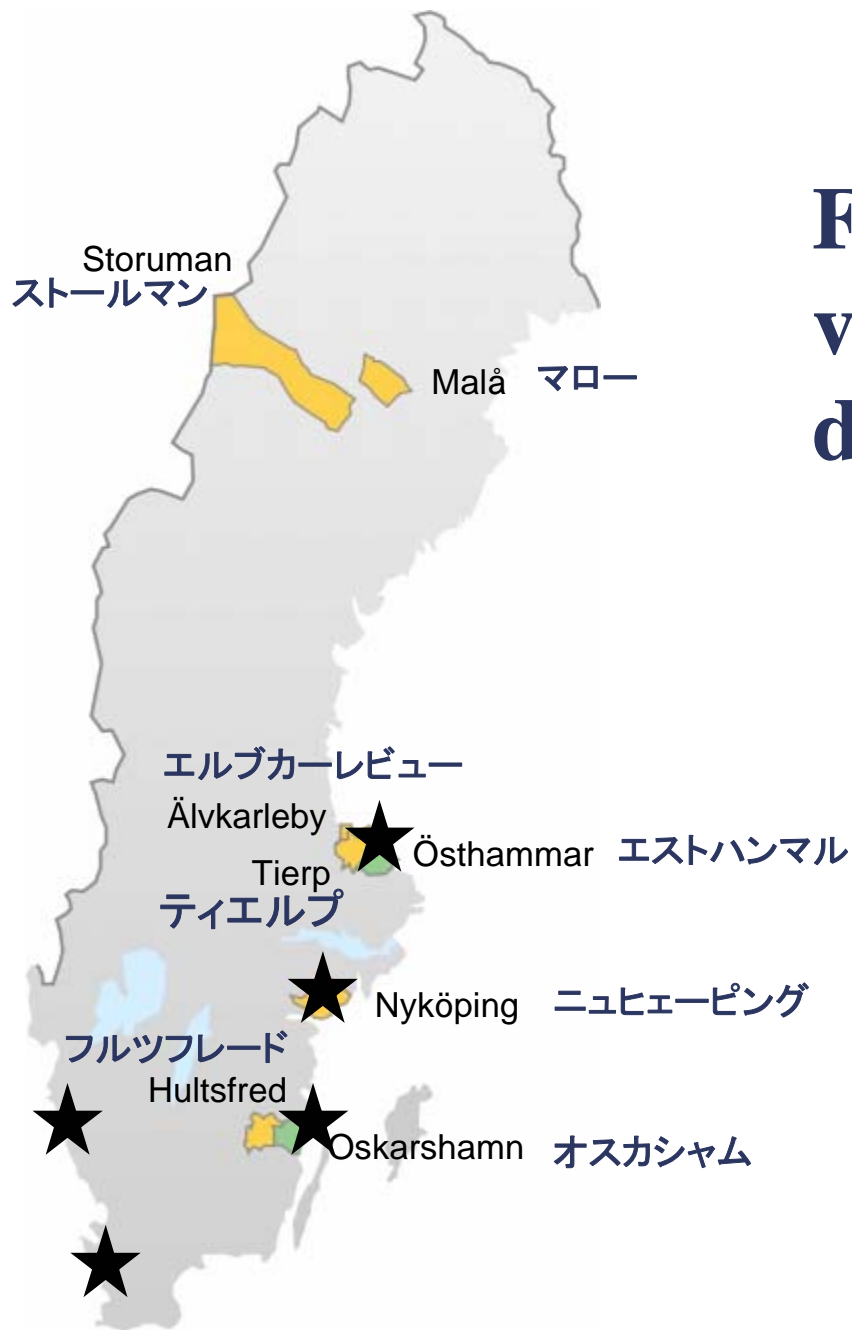 F
v
d
Storuman
ストールマン
Malå マロー
エルブカーレビュー
Älvkarleby
Östhammar エストハンマル
Tierp
ティエルプ
Nyköping ニュヒェーピング
フルツフレード
Hultsfred
Oskarshamn オスカシャム